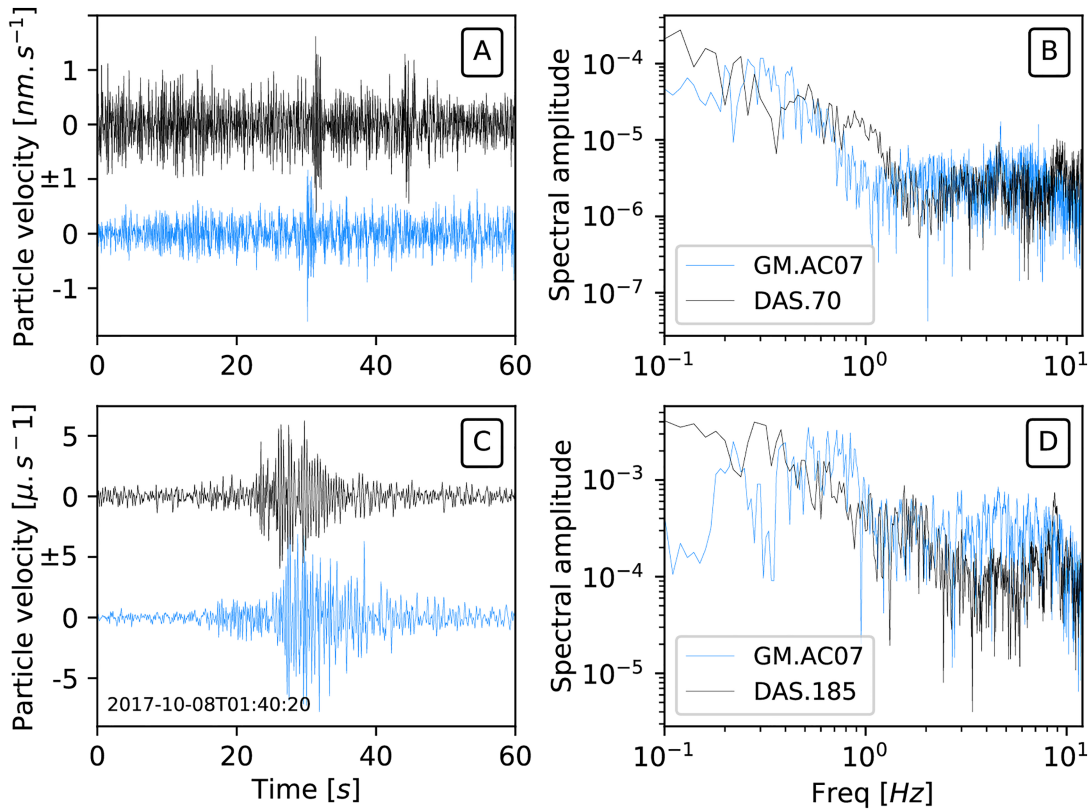 A
Particle velocity [nm.s⁻¹]
1
0
±1
0
-1
0 20 40 60
B
Spectral amplitude
10⁻⁴
10⁻⁵
10⁻⁶
10⁻⁷
GM.AC07
DAS.70
10⁻¹ 10⁰ 10¹
C
Particle velocity [μ.s − 1]
5
0
±5
0
-5
2017-10-08T01:40:20
0 20 40 60
Time [s]
D
Spectral amplitude
10⁻³
10⁻⁴
10⁻⁵
GM.AC07
DAS.185
10⁻¹ 10⁰ 10¹
Freq [Hz]